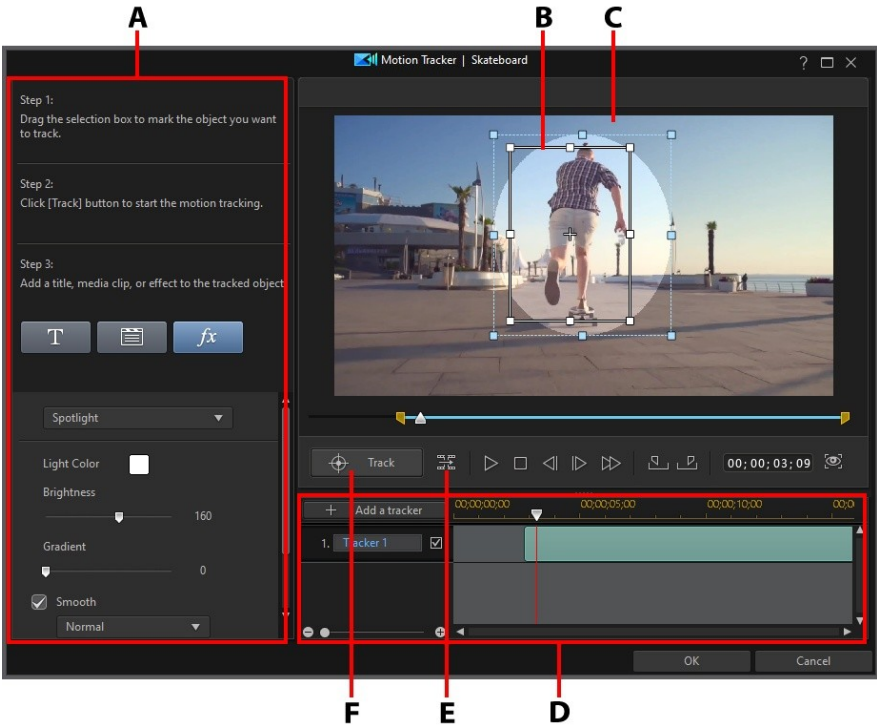 A
B
C
Motion Tracker | Skateboard
?
Step 1:
Drag the selection box to mark the object you want
to track.
Step 2:
Click [Track] button to start the motion tracking.
Step 3:
Add a title, media clip, or effect to the tracked object
T
fx
Spotlight
Light Color
Brightness
160
Gradient
0
Smooth
Normal
Track
00;00;03;09
Add a tracker
00;00;00;00
00;00;05;00
00;00;10;00
1. Tracker 1
OK
Cancel
F
E
D